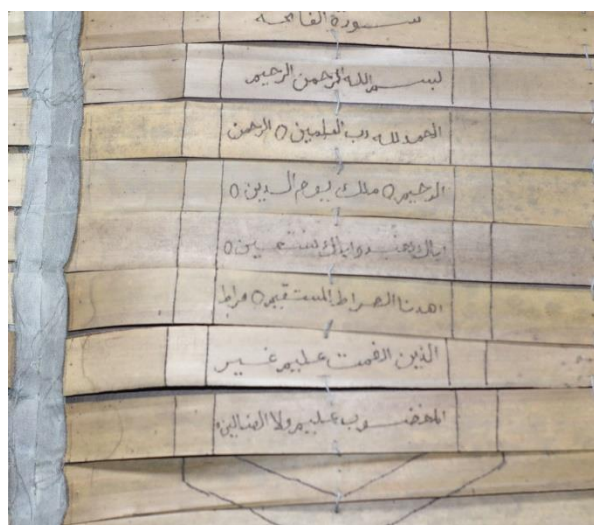 سورة الفاتحة
بسم الله الرحمن الرحيم
الحمد لله رب العلمين ○ الرحمن
الرحيم ○ ملك يوم الدين ○
اياك نعبد واياك نستعين ○
اهدنا الصراط المستقيم ○ صراط
الذين انعمت عليهم غير
المغضوب عليهم ولا الضالين ○